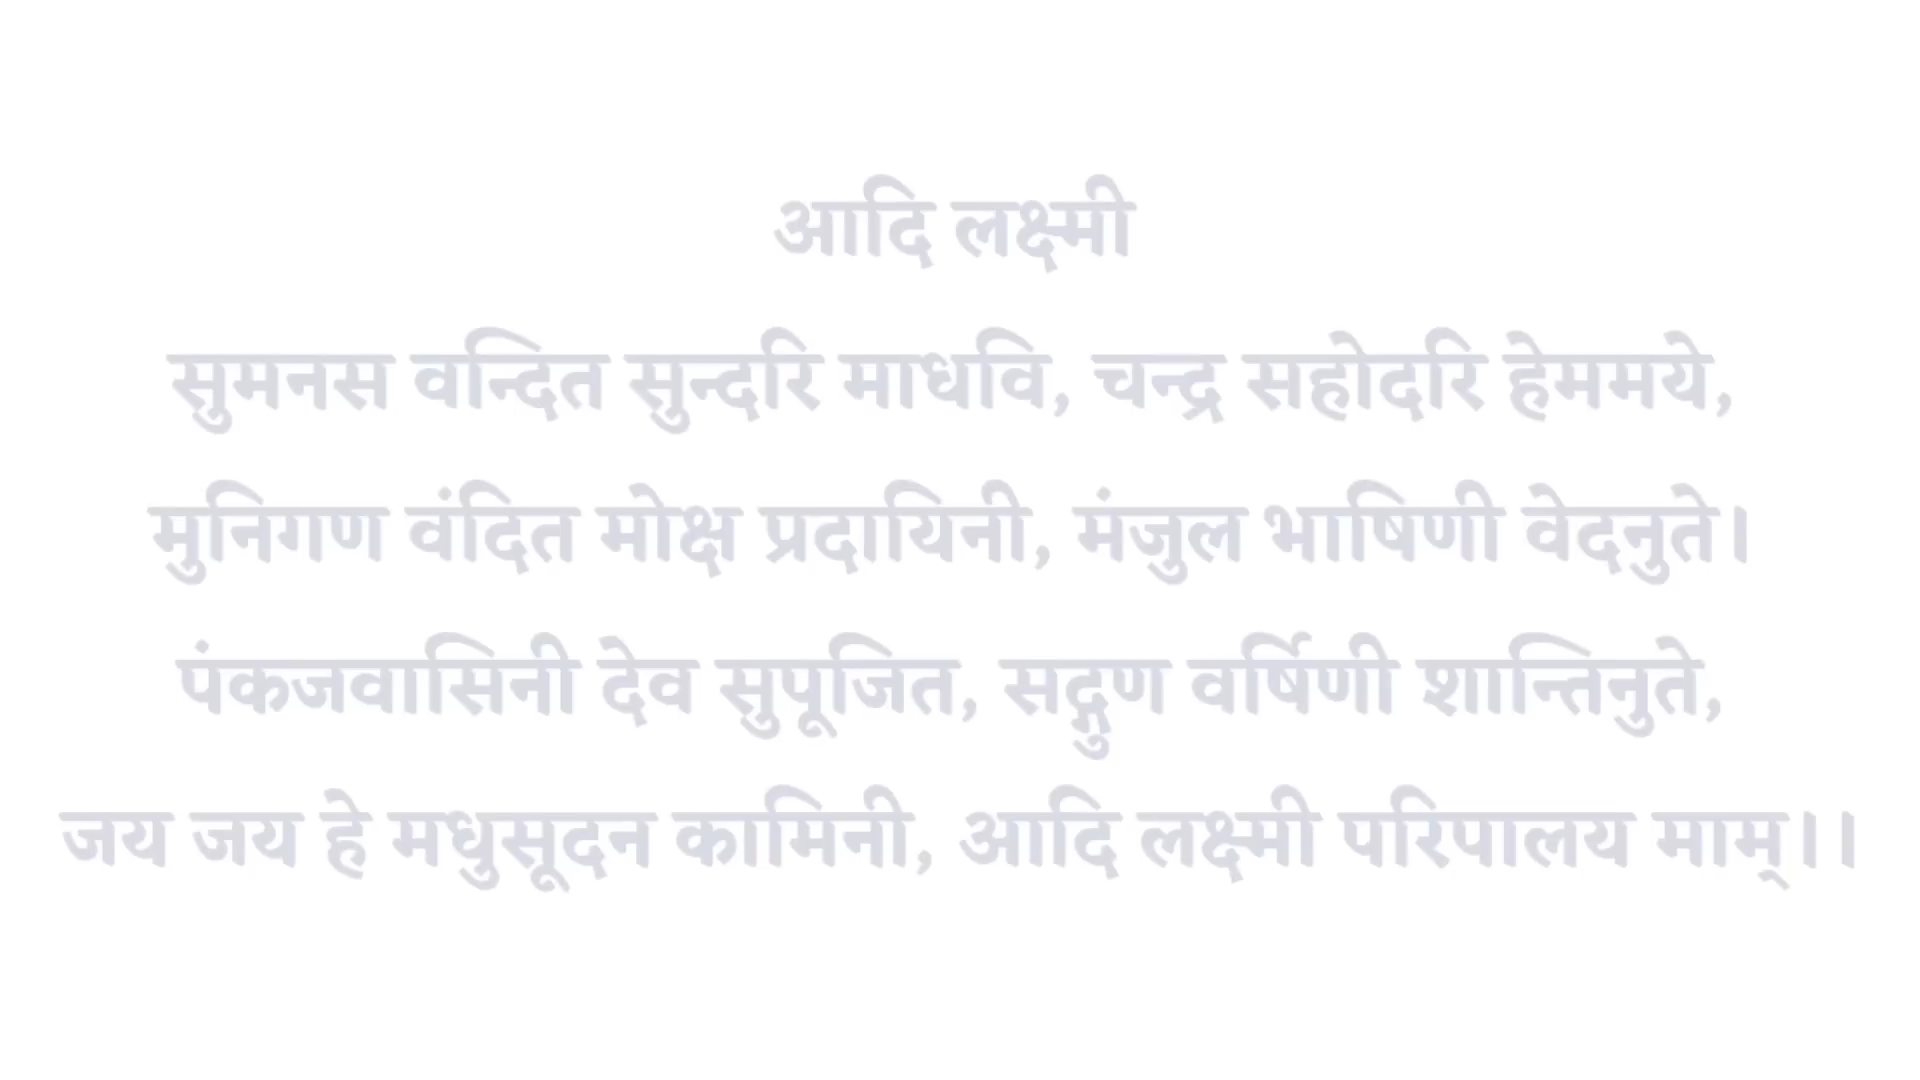 आदि लक्ष्मी
सुमनस वन्दित सुन्दरि माधवि, चन्द्र सहोदरि हेममये,
मुनिगण वंदित मोक्ष प्रदायिनी, मंजुल भाषिणी वेदनुते।
पंकजवासिनी देव सुपूजित, सद्गुण वर्षिणी शान्तिनुते,
जय जय हे मधुसूदन कामिनी, आदि लक्ष्मी परिपालय माम्।।